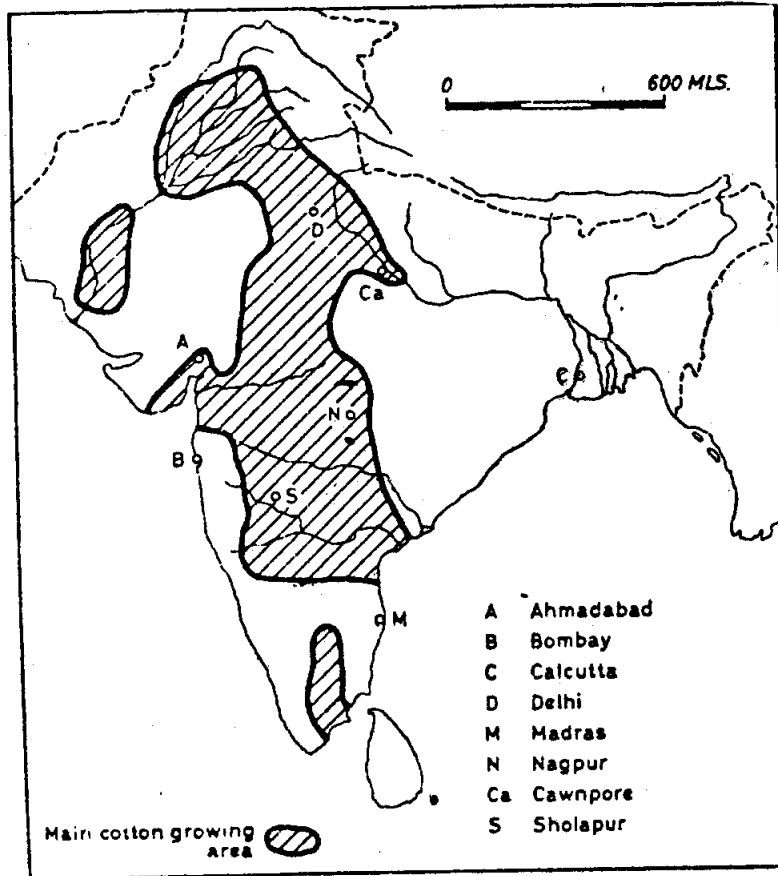 0 600 MLS.
D
Ca
A
C
N
B
S
M
A Ahmadabad
B Bombay
C Calcutta
D Delhi
M Madras
N Nagpur
Ca Cawnpore
S Sholapur
Main cotton growing
area